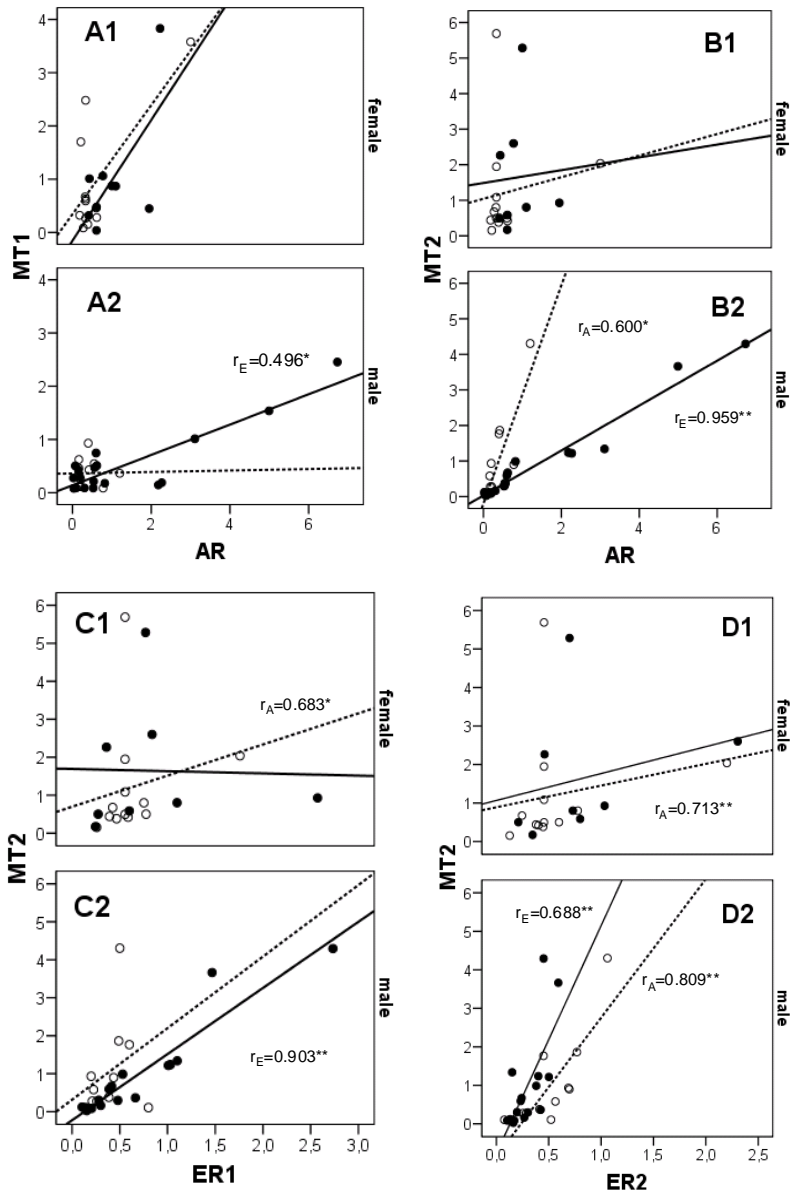 A1
4
3
2
1
0
female
MT1
A2
4
3
2
1
0
rE=0.496*
male
0 2 4 6
AR
B1
6
5
4
3
2
1
0
female
MT2
B2
6
5
4
3
2
1
0
rA=0.600*
rE=0.959**
male
0 2 4 6
AR
C1
6
5
4
3
2
1
0
rA=0.683*
female
MT2
C2
6
5
4
3
2
1
0
rE=0.903**
male
0,0 0,5 1,0 1,5 2,0 2,5 3,0
ER1
D1
6
5
4
3
2
1
0
rA=0.713**
female
MT2
D2
6
5
4
3
2
1
0
rE=0.688**
rA=0.809**
male
0,0 0,5 1,0 1,5 2,0 2,5
ER2